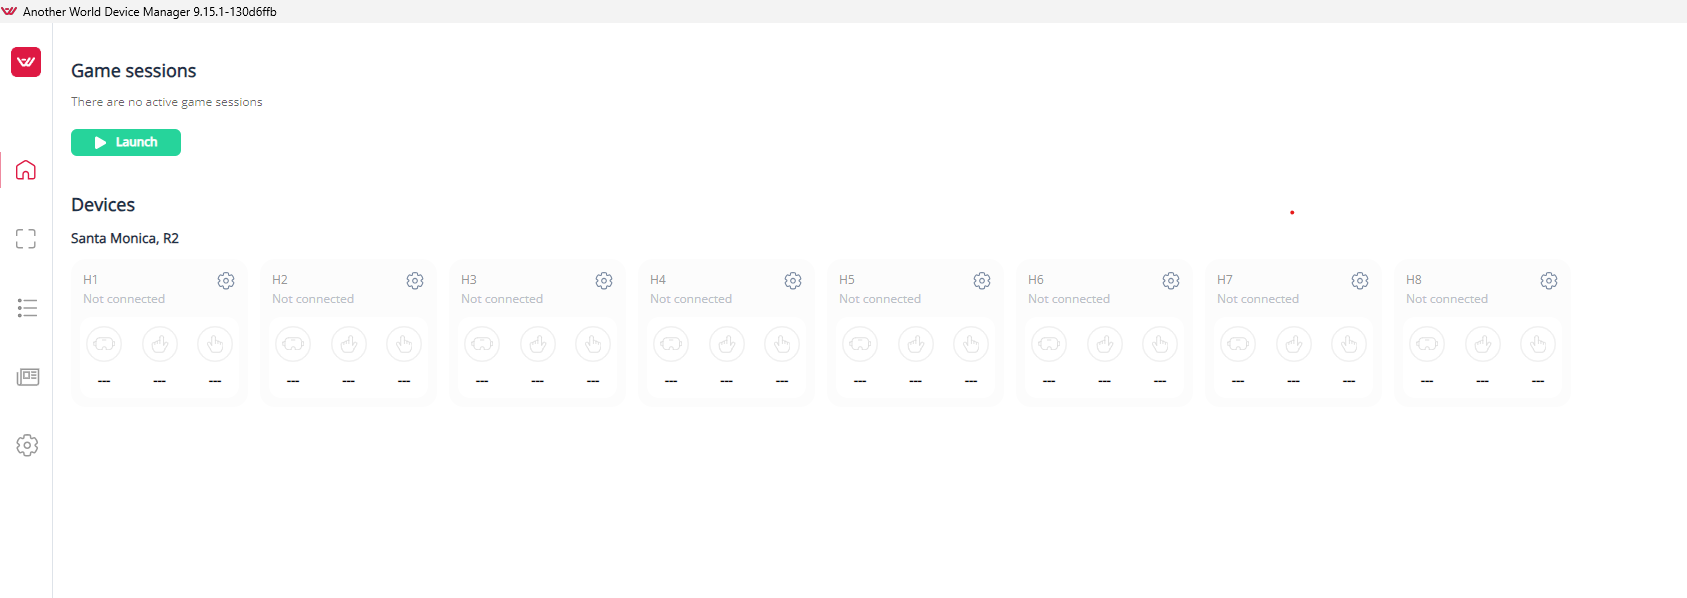 Another World Device Manager 9.15.1-130d6ffb
Game sessions
There are no active game sessions
Launch
Devices
Santa Monica, R2
H1 H2 H3 H4 H5 H6 H7 H8
Not connected Not connected Not connected Not connected Not connected Not connected Not connected Not connected
--- --- --- --- --- --- --- --- --- --- --- --- --- --- --- --- --- --- --- --- --- --- --- ---